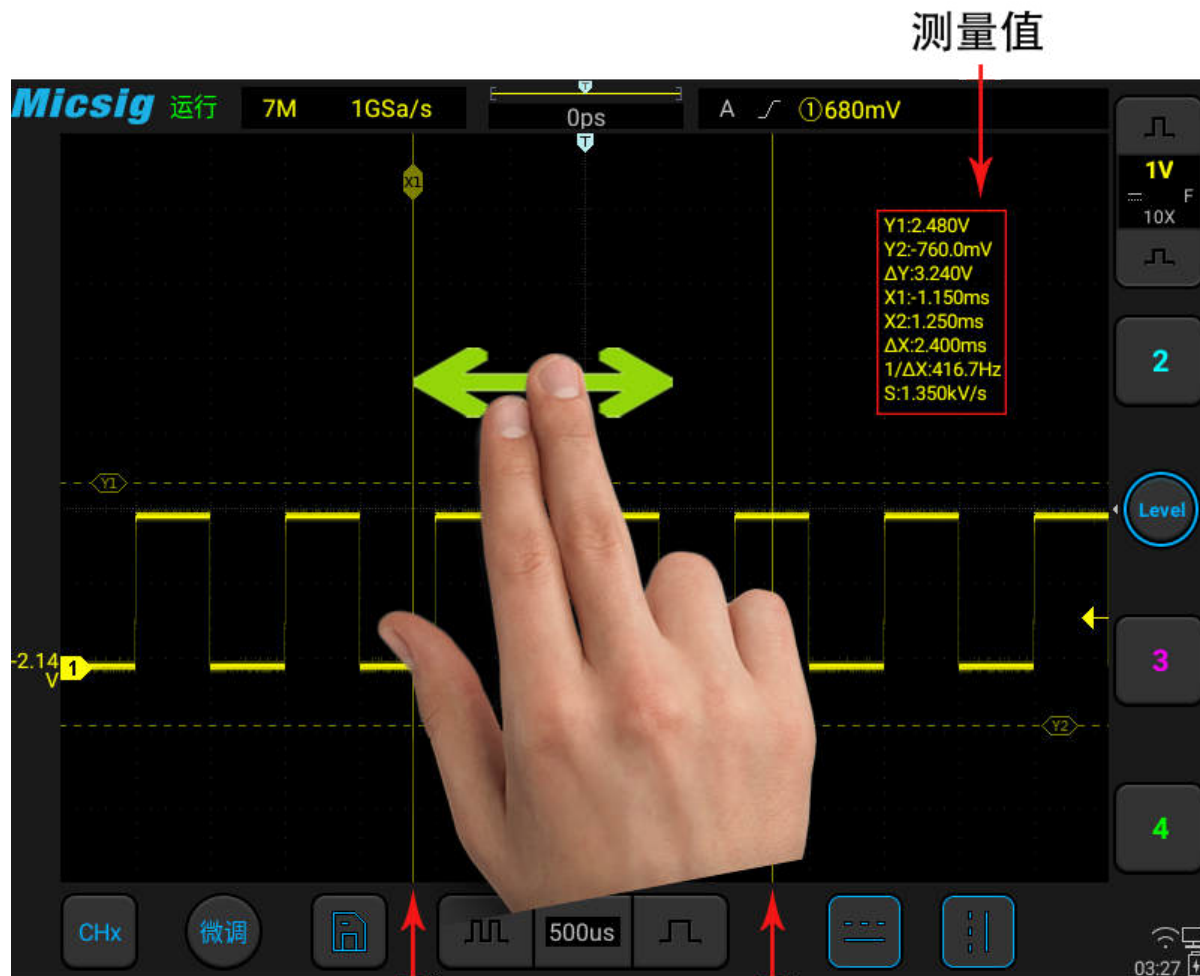 测量值
Micsig 运行 7M 1GSa/s 0ps A ①680mV
T
T
X1
1V
F
10X
Y1:2.480V
Y2:-760.0mV
ΔY:3.240V
X1:-1.150ms
X2:1.250ms
ΔX:2.400ms
1/ΔX:416.7Hz
S:1.350kV/s
2
Y1
Level
-2.14
V
1
3
Y2
4
CHx 微调 500us
03:27